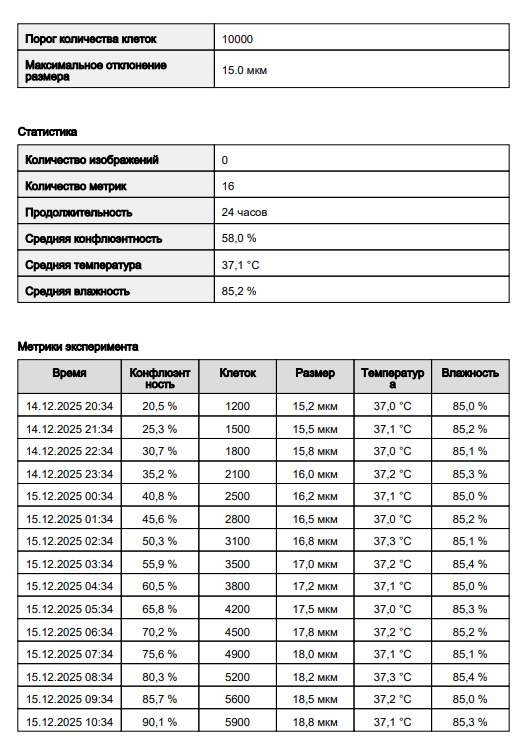 Порог количества клеток 10000
Максимальное отклонение
размера 15.0 мкм
Статистика
Количество изображений 0
Количество метрик 16
Продолжительность 24 часов
Средняя конфлюэнтность 58,0 %
Средняя температура 37,1 °C
Средняя влажность 85,2 %
Метрики эксперимента
Время Конфлюэнт
ность Клеток Размер Температур
а Влажность
14.12.2025 20:34 20,5 % 1200 15,2 мкм 37,0 °C 85,0 %
14.12.2025 21:34 25,3 % 1500 15,5 мкм 37,1 °C 85,2 %
14.12.2025 22:34 30,7 % 1800 15,8 мкм 37,0 °C 85,1 %
14.12.2025 23:34 35,2 % 2100 16,0 мкм 37,2 °C 85,3 %
15.12.2025 00:34 40,8 % 2500 16,2 мкм 37,1 °C 85,0 %
15.12.2025 01:34 45,6 % 2800 16,5 мкм 37,0 °C 85,2 %
15.12.2025 02:34 50,3 % 3100 16,8 мкм 37,3 °C 85,1 %
15.12.2025 03:34 55,9 % 3500 17,0 мкм 37,2 °C 85,4 %
15.12.2025 04:34 60,5 % 3800 17,2 мкм 37,1 °C 85,0 %
15.12.2025 05:34 65,8 % 4200 17,5 мкм 37,0 °C 85,3 %
15.12.2025 06:34 70,2 % 4500 17,8 мкм 37,2 °C 85,2 %
15.12.2025 07:34 75,6 % 4900 18,0 мкм 37,1 °C 85,1 %
15.12.2025 08:34 80,3 % 5200 18,2 мкм 37,3 °C 85,4 %
15.12.2025 09:34 85,7 % 5600 18,5 мкм 37,2 °C 85,0 %
15.12.2025 10:34 90,1 % 5900 18,8 мкм 37,1 °C 85,3 %